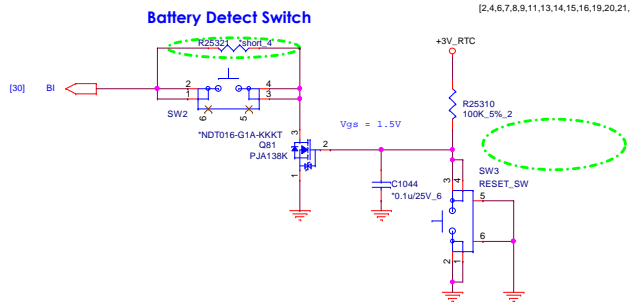 [2,4,6,7,8,9,11,13,14,15,16,19,20,21,
Battery Detect Switch
R25321 *short_4
+3V_RTC
[30] BI
2 4
1 3
6 5
SW2
R25310
100K_5%_2
*NDT016-G1A-KKKT
Q81
PJA138K
3
Vgs = 1.5V
2
1
C1044
*0.1u/25V_6
SW3
RESET_SW
3 4
5
6
2 1